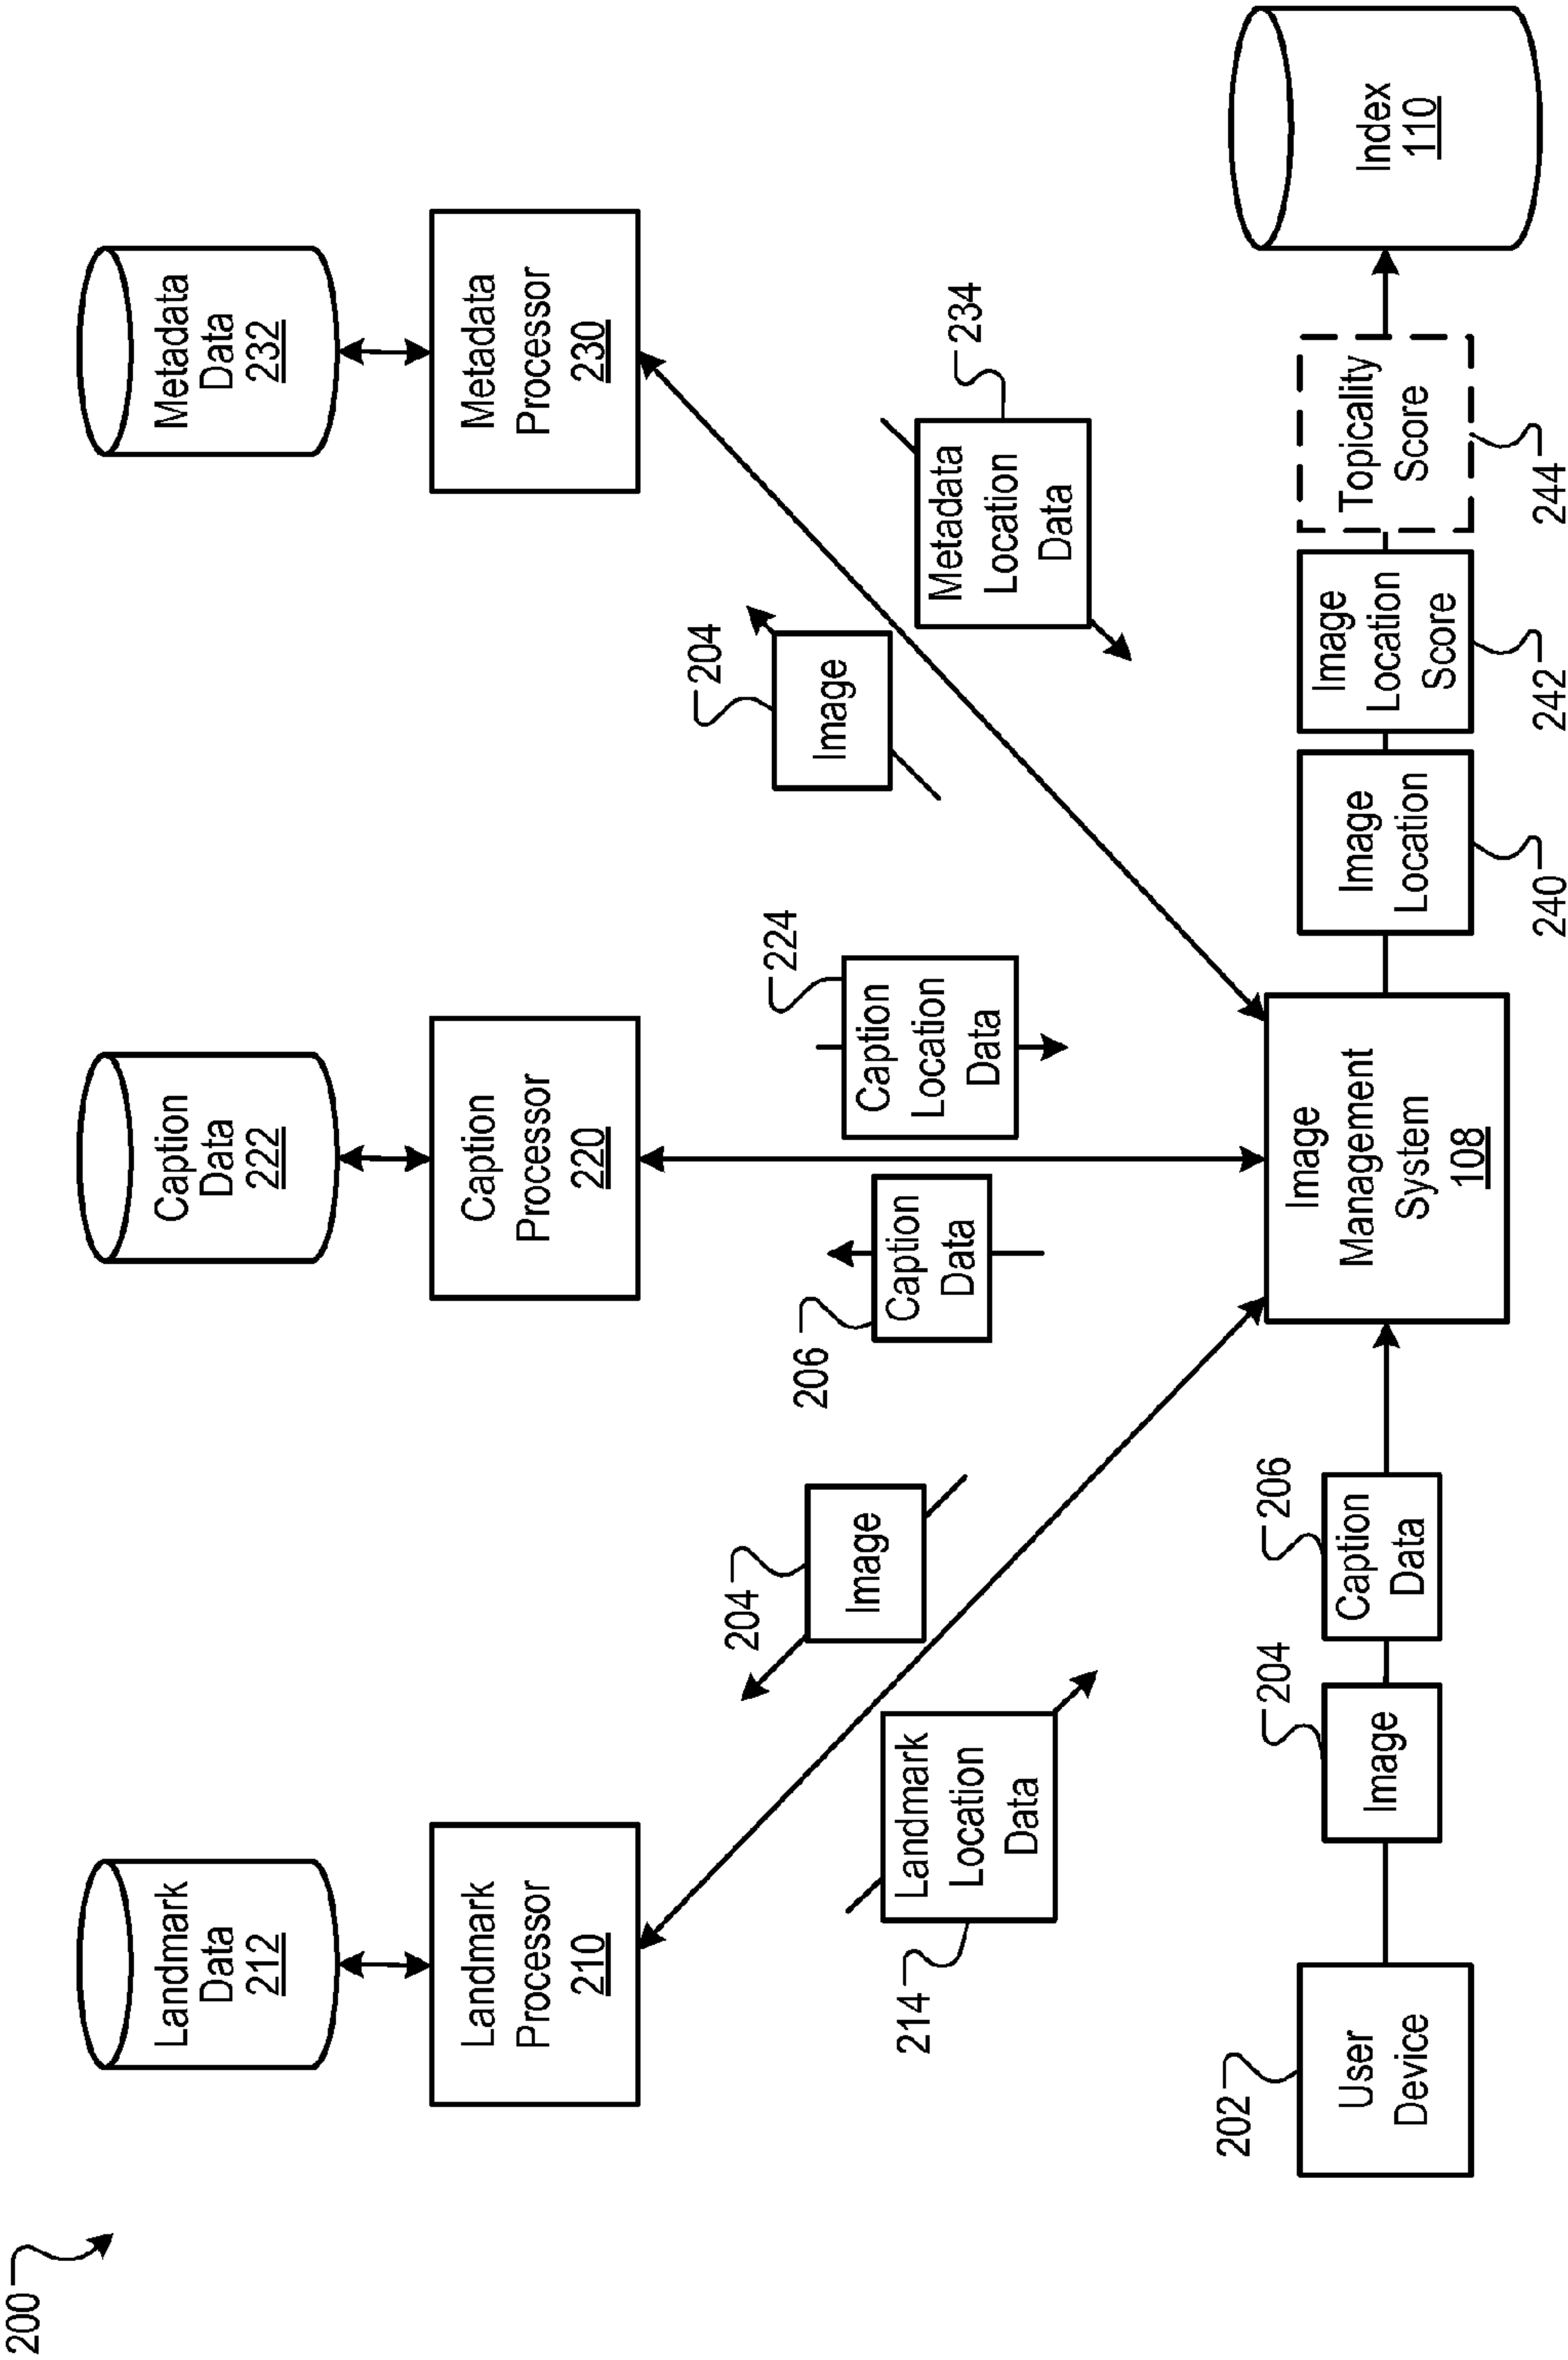 200
Landmark
Data
212
Caption
Data
222
Metadata
Data
232
Landmark
Processor
210
Caption
Processor
220
Metadata
Processor
230
204
Image
214
Landmark
Location
Data
206
Caption
Data
224
Caption
Location
Data
204
Image
234
Metadata
Location
Data
202
User
Device
204
Image
206
Caption
Data
Image
Management
System
108
Image
Location
240
Image
Location
Score
242
Topicality
Score
244
Index
110